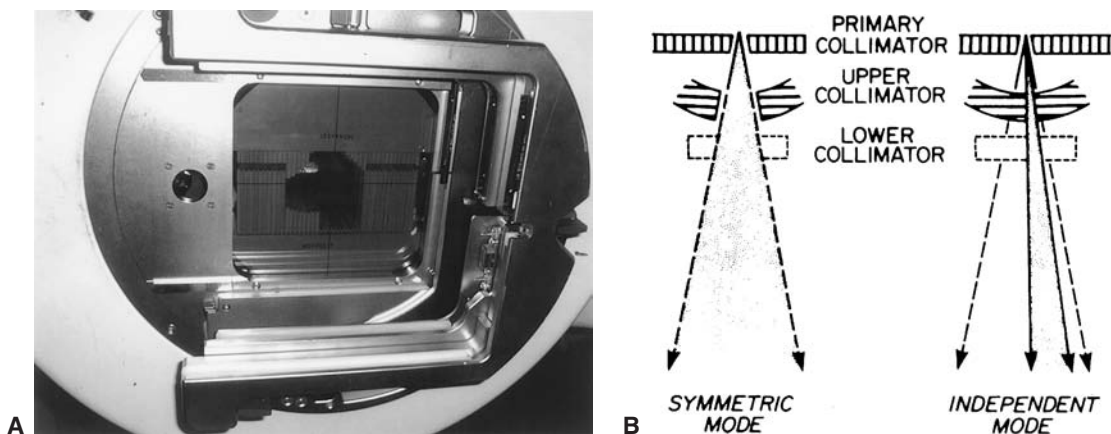 A
PRIMARY
COLLIMATOR
UPPER
COLLIMATOR
LOWER
COLLIMATOR
SYMMETRIC
MODE
INDEPENDENT
MODE
B